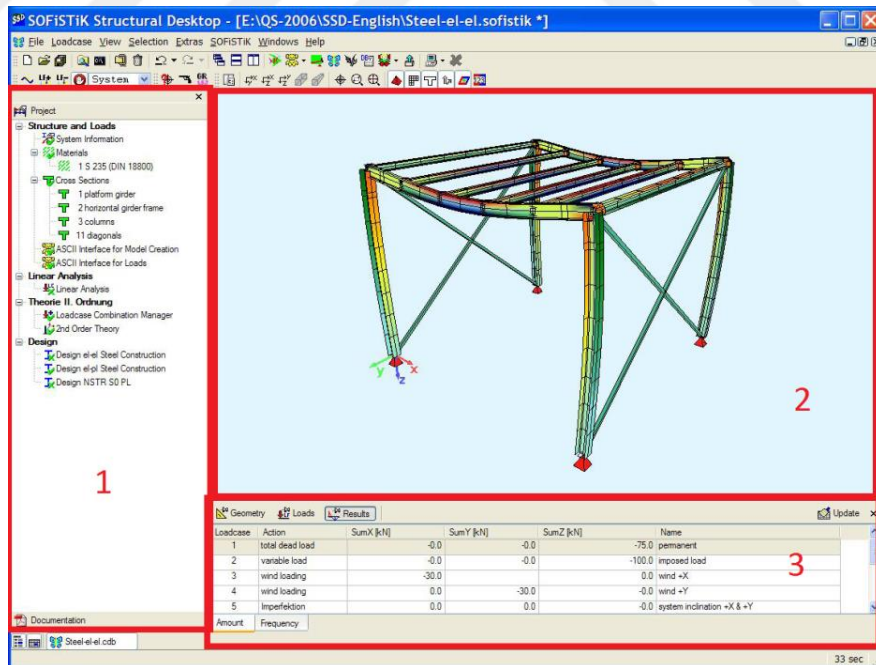 SOFiSTiK Structural Desktop - [E:\QS-2006\SSD-English\Steel-el-el.sofistik *]
File Loadcase View Selection Extras SOFiSTiK Windows Help
System
Project
Structure and Loads
System Information
Materials
1 S 235 (DIN 18800)
Cross Sections
1 platform girder
2 horizontal girder frame
3 columns
11 diagonals
ASCII Interface for Model Creation
ASCII Interface for Loads
Linear Analysis
Linear Analysis
Theorie II. Ordnung
Loadcase Combination Manager
2nd Order Theory
Design
Design el-el Steel Construction
Design el-pl Steel Construction
Design NSTR S0 PL
1
Documentation
x
y
z
2
Geometry Loads Results Update
Loadcase Action SumX [kN] SumY [kN] SumZ [kN] Name
1 total dead load -0.0 -0.0 -75.0 permanent
2 variable load -0.0 -0.0 -100.0 imposed load
3 wind loading -30.0 0.0 wind +X
4 wind loading 0.0 -30.0 -0.0 wind +Y
5 Imperfektion 0.0 0.0 -0.0 system inclination +X & +Y
3
Amount Frequency
Steel-el-el.cdb
33 sec